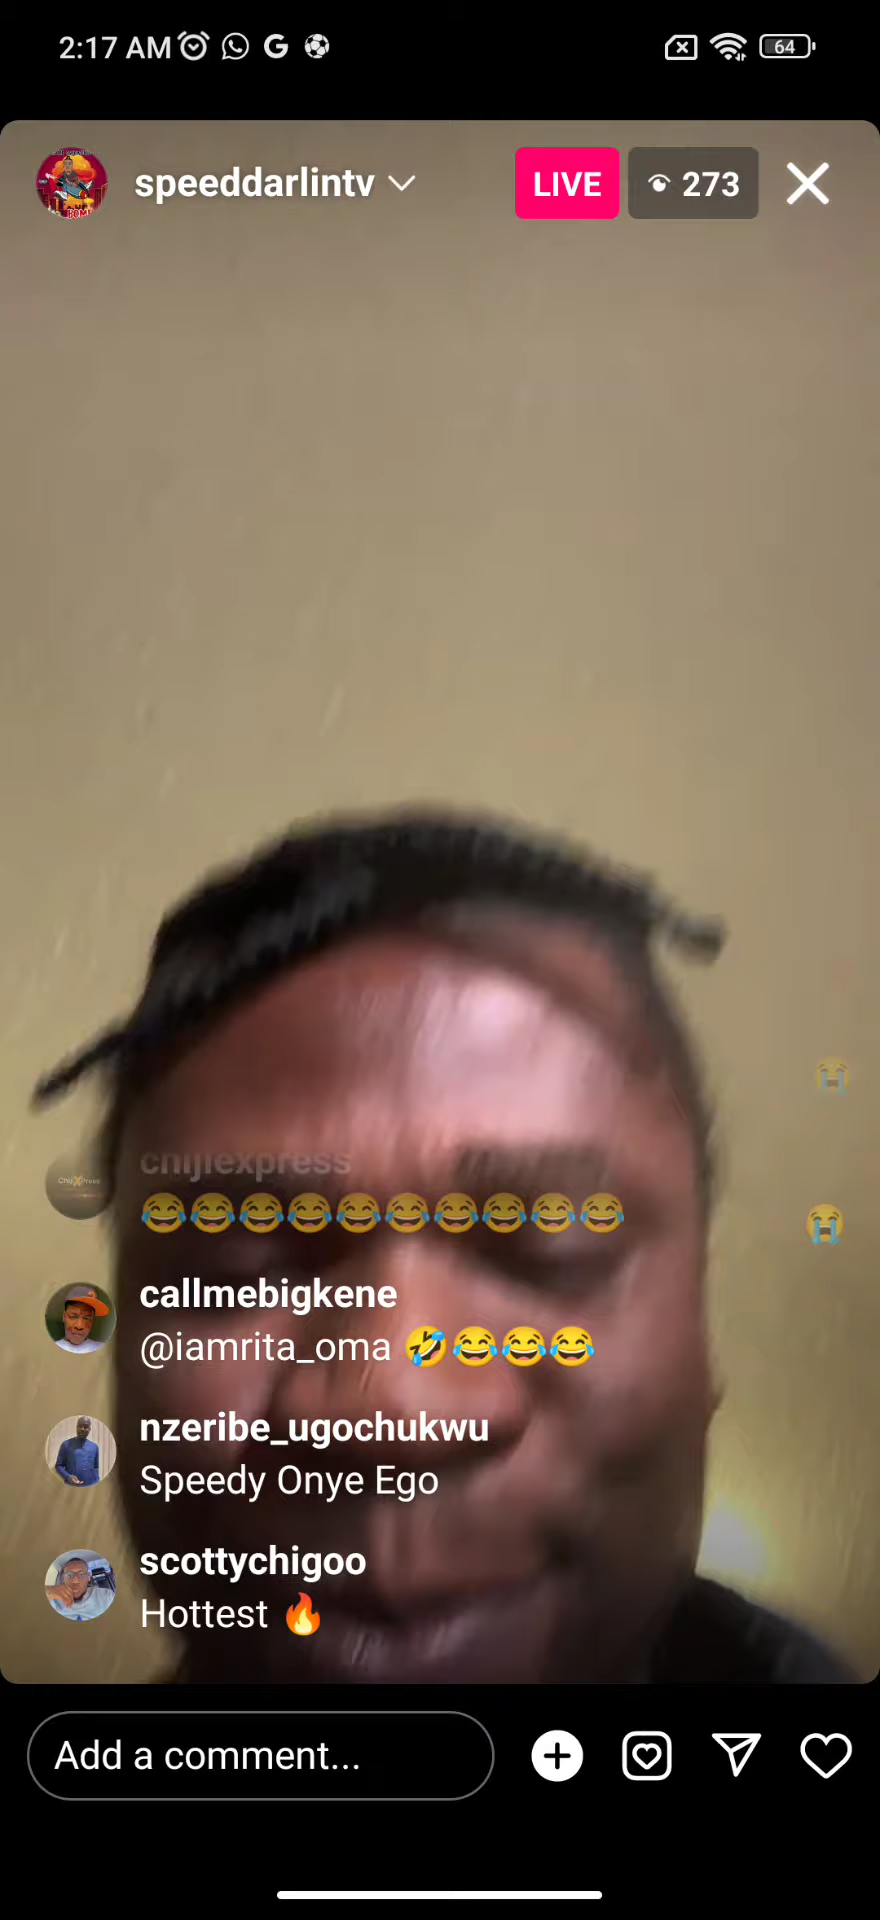 2:17 AM
64
speeddarlintv
LIVE
273
chijiexpress
😂😂😂😂😂😂😂😂😂😂
callmebigkene
@iamrita_oma 🤣😂😂😂
nzeribe_ugochukwu
Speedy Onye Ego
scottychigoo
Hottest 🔥
Add a comment...